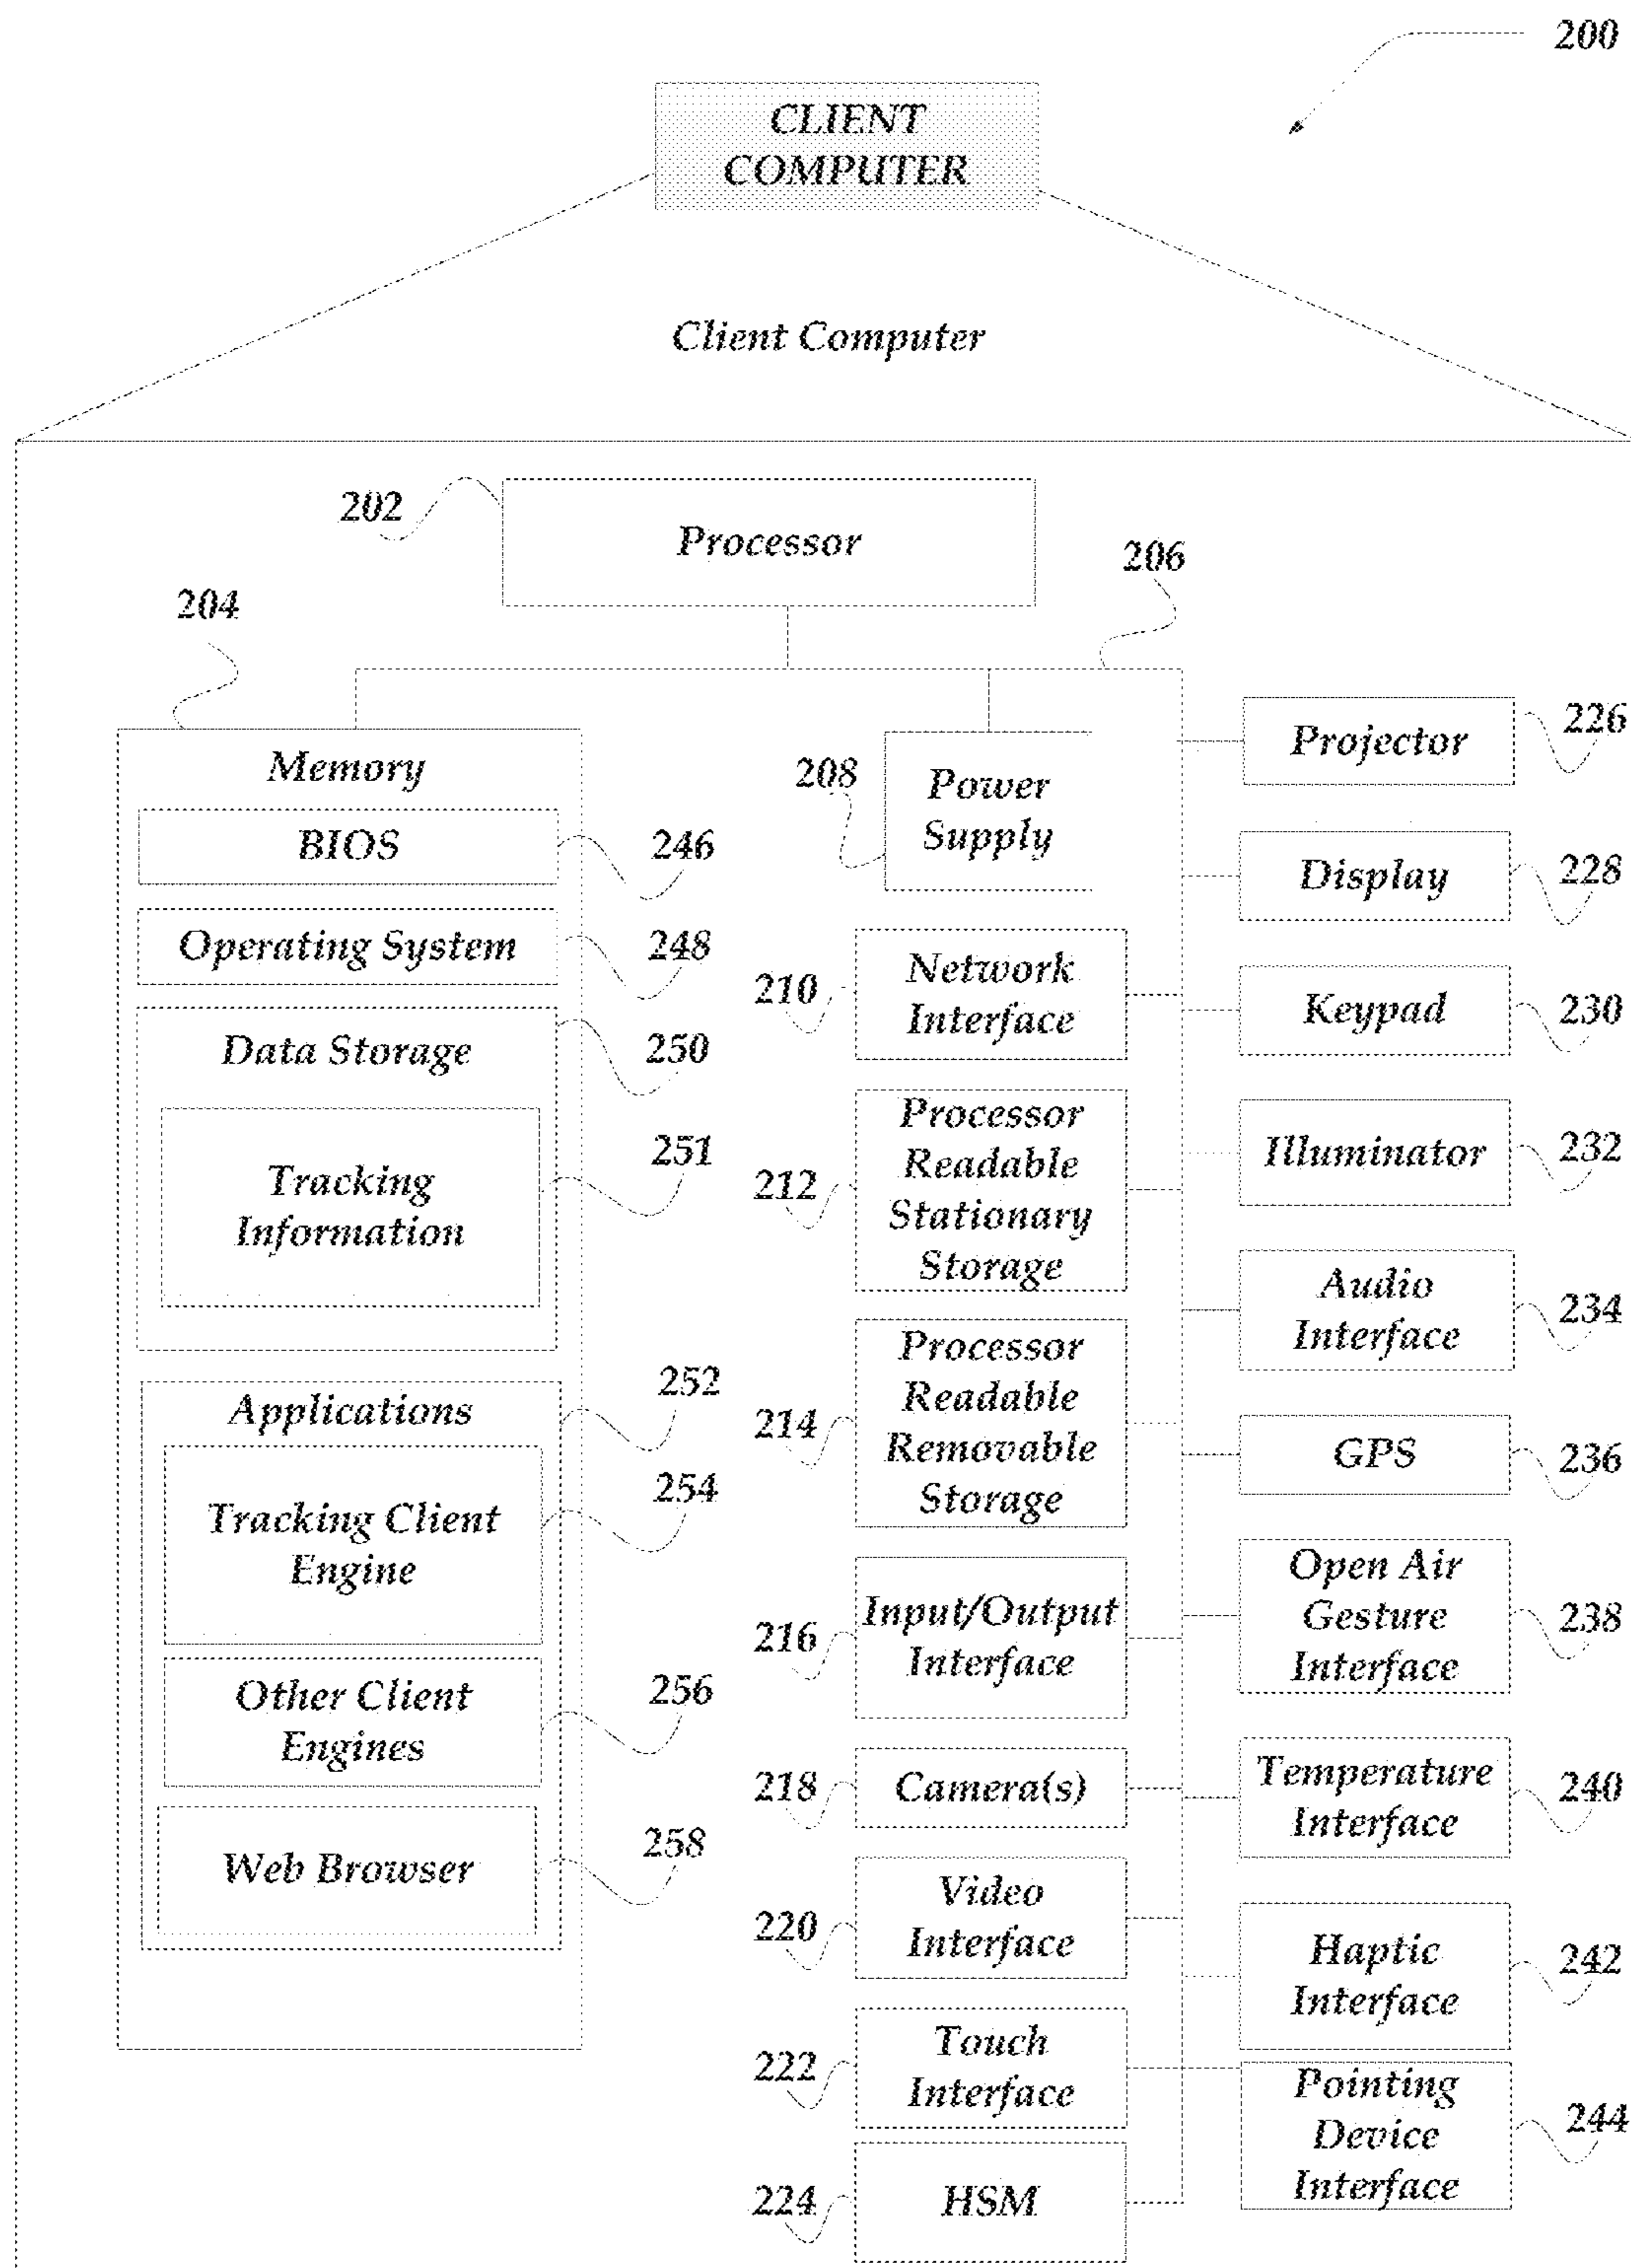 200
CLIENT
COMPUTER
Client Computer
202
Processor
206
204
Memory
BIOS
246
Operating System
248
Data Storage
250
Tracking
Information
251
Applications
252
Tracking Client
Engine
254
Other Client
Engines
256
Web Browser
258
208
Power
Supply
210
Network
Interface
212
Processor
Readable
Stationary
Storage
214
Processor
Readable
Removable
Storage
216
Input/Output
Interface
218
Camera(s)
220
Video
Interface
222
Touch
Interface
224
HSM
Projector
226
Display
228
Keypad
230
Illuminator
232
Audio
Interface
234
GPS
236
Open Air
Gesture
Interface
238
Temperature
Interface
240
Haptic
Interface
242
Pointing
Device
Interface
244